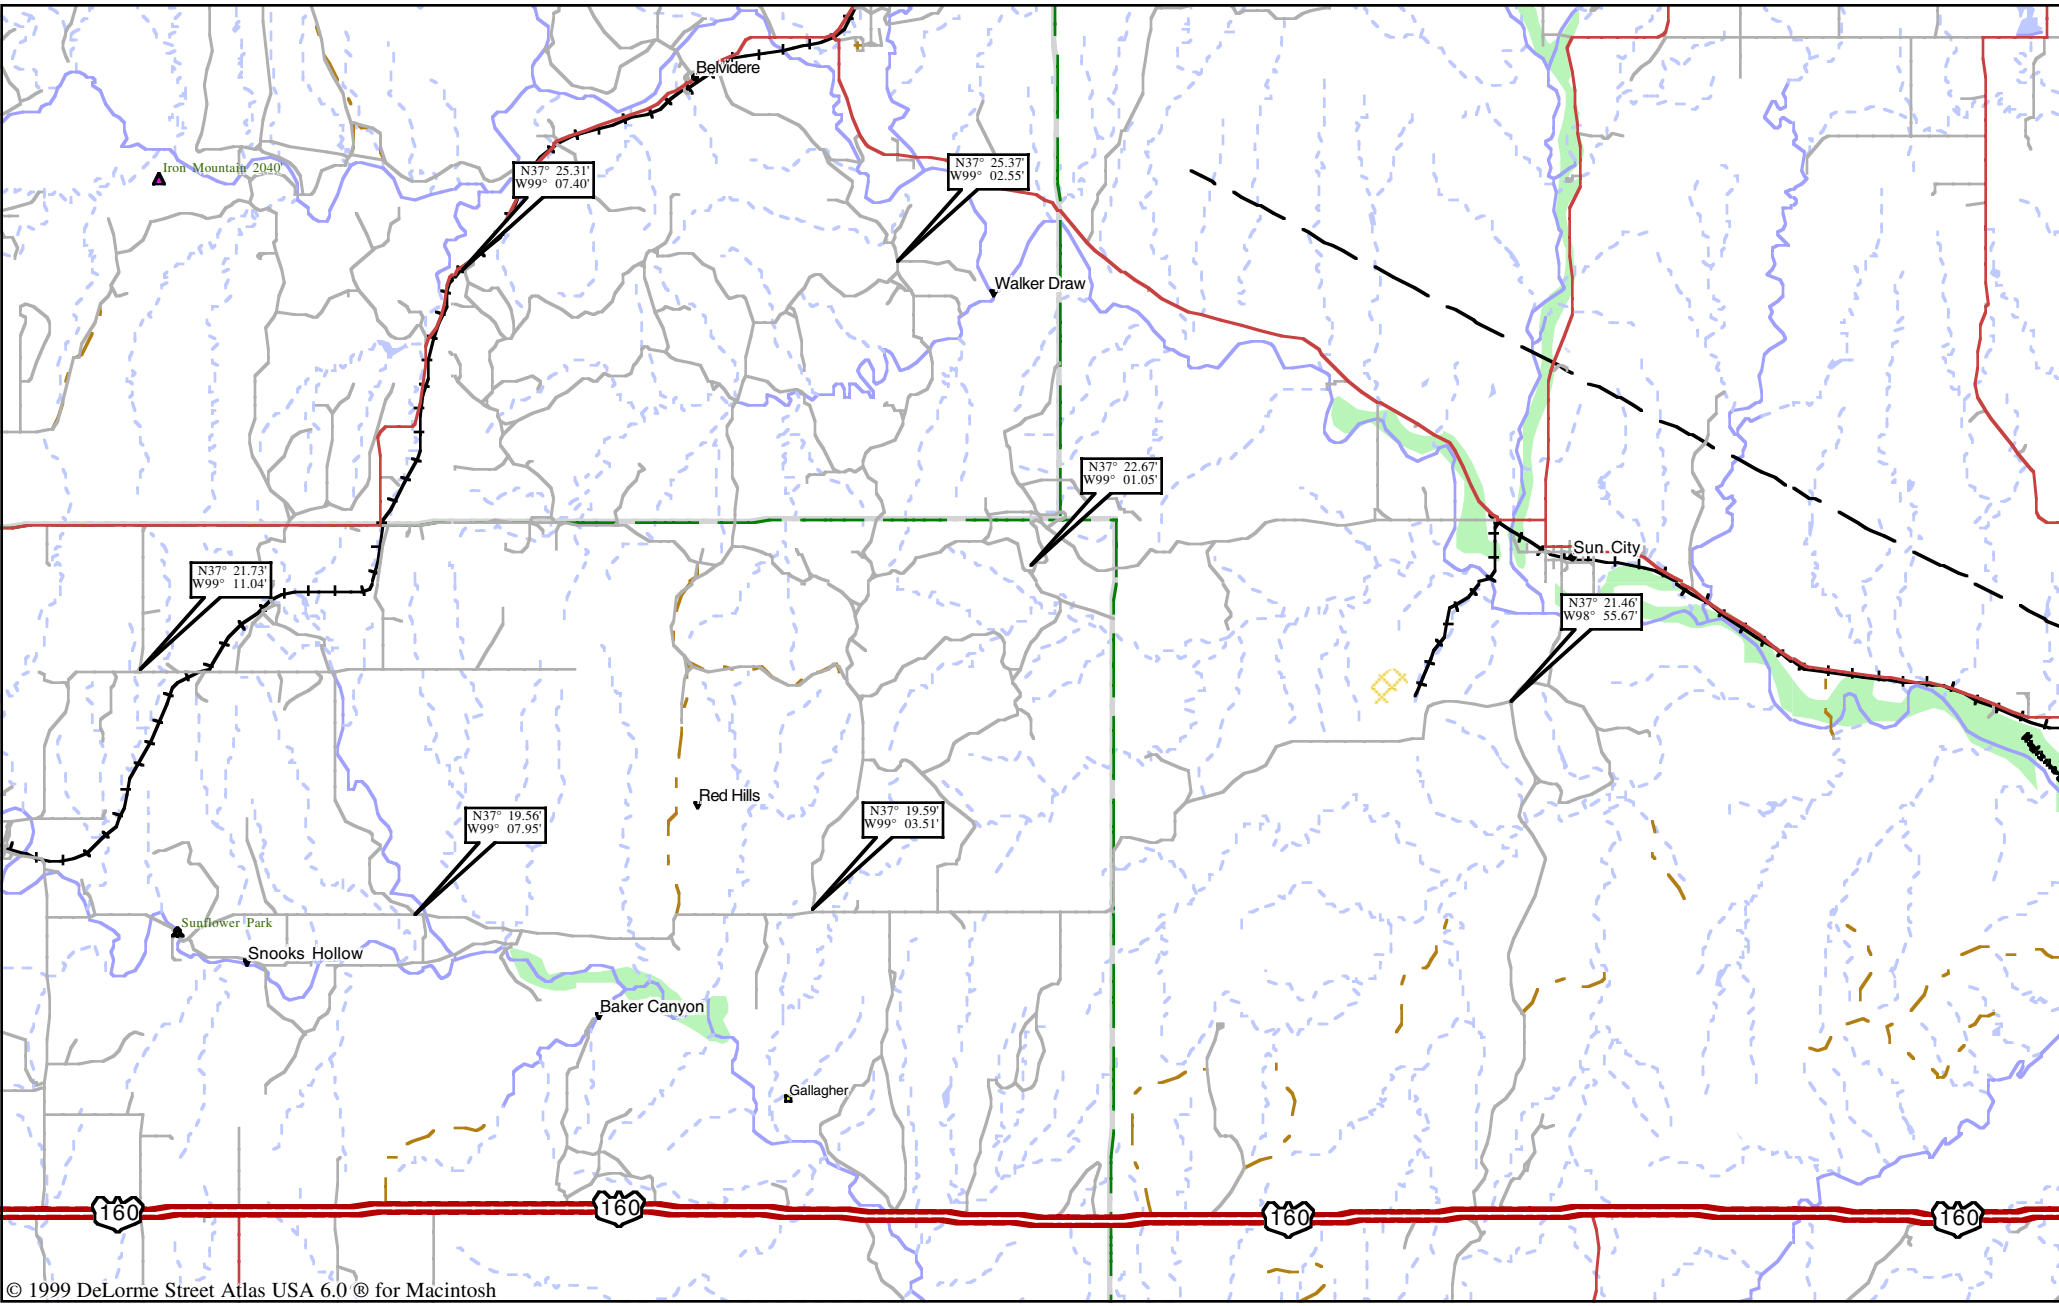 Belvidere
Iron Mountain 2040'
N37° 25.31'
W99° 07.40'
N37° 25.37'
W99° 02.55'
Walker Draw
N37° 22.67'
W99° 01.05'
Sun City
N37° 21.73'
W99° 11.04'
N37° 21.46'
W98° 55.67'
Red Hills
N37° 19.56'
W99° 07.95'
N37° 19.59'
W99° 03.51'
Sunflower Park
Snooks Hollow
Baker Canyon
Gallagher
160
160
160
160
© 1999 DeLorme Street Atlas USA 6.0 ® for Macintosh